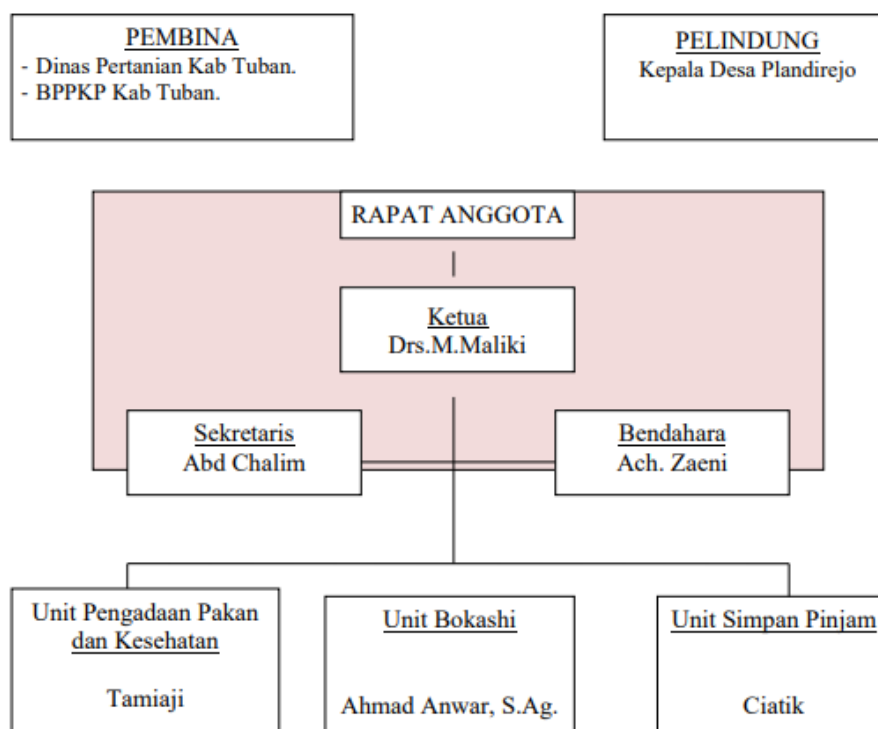 PEMBINA
- Dinas Pertanian Kab Tuban.
- BPPKP Kab Tuban.
PELINDUNG
Kepala Desa Plandirejo
RAPAT ANGGOTA
Ketua
Drs.M.Maliki
Sekretaris
Abd Chalim
Bendahara
Ach. Zaeni
Unit Pengadaan Pakan
dan Kesehatan
Tamiaji
Unit Bokashi
Ahmad Anwar, S.Ag.
Unit Simpan Pinjam
Ciatik